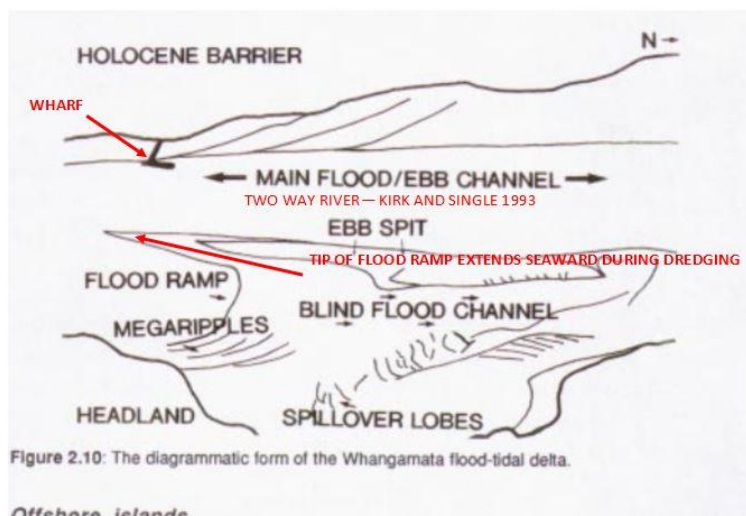 HOLOCENE BARRIER
N
WHARF
MAIN FLOOD/EBB CHANNEL
TWO WAY RIVER — KIRK AND SINGLE 1993
EBB SPIT
TIP OF FLOOD RAMP EXTENDS SEAWARD DURING DREDGING
FLOOD RAMP
BLIND FLOOD CHANNEL
MEGARIPPLES
HEADLAND
SPILLOVER LOBES
Figure 2.10: The diagrammatic form of the Whangamata flood-tidal delta.
Offshore islands